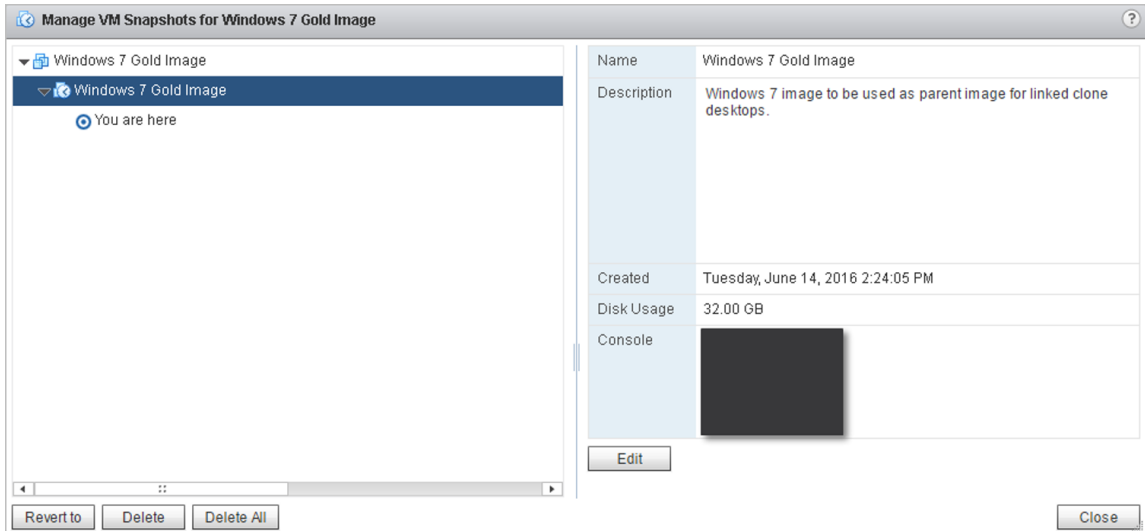 Manage VM Snapshots for Windows 7 Gold Image
?
Windows 7 Gold Image
Windows 7 Gold Image
You are here
Name
Windows 7 Gold Image
Description
Windows 7 image to be used as parent image for linked clone
desktops.
Created
Tuesday, June 14, 2016 2:24:05 PM
Disk Usage
32.00 GB
Console
Edit
Revert to
Delete
Delete All
Close